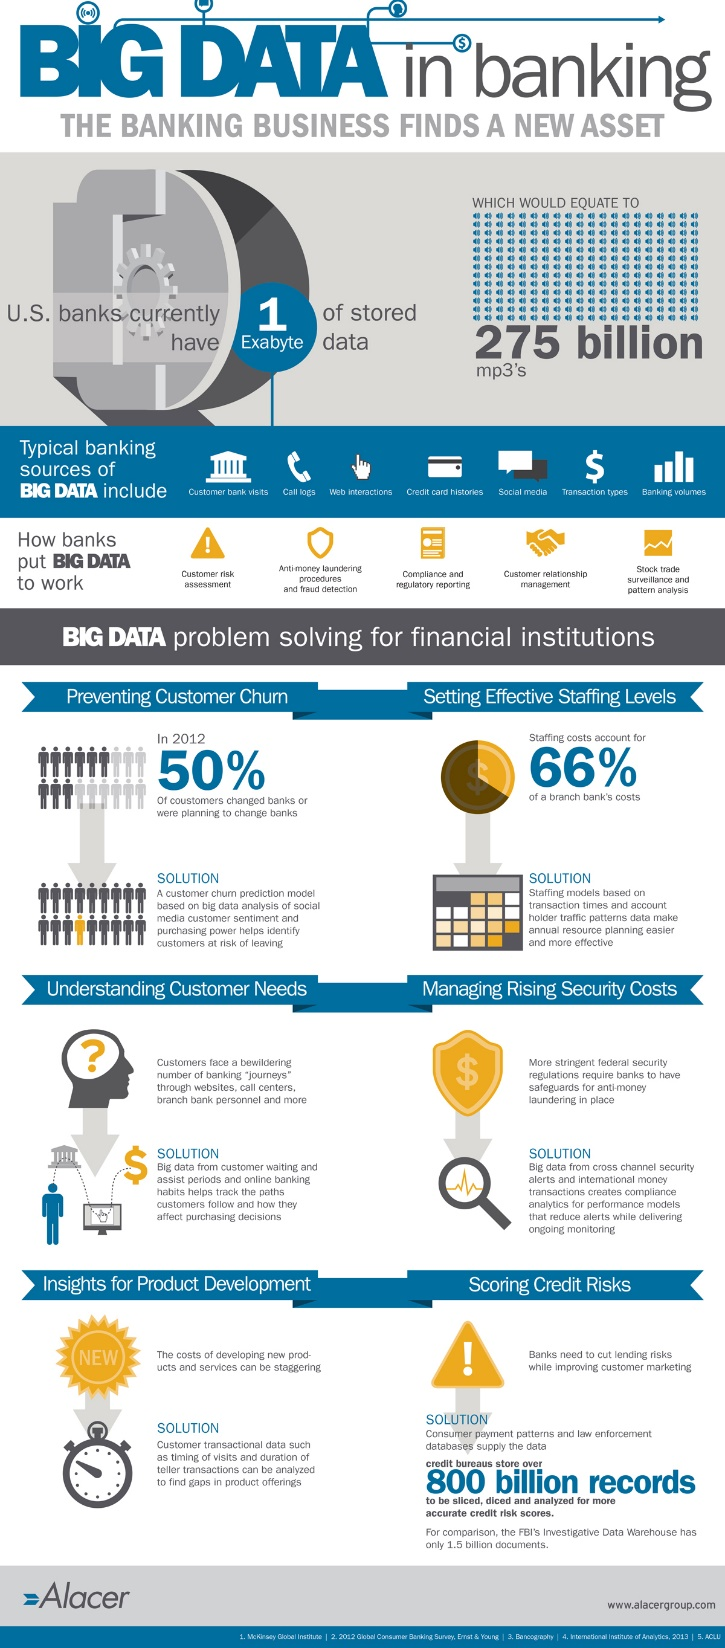 BIG DATA in banking
THE BANKING BUSINESS FINDS A NEW ASSET
U.S. banks currently
have
1
Exabyte
of stored
data
WHICH WOULD EQUATE TO
275 billion
mp3's
Typical banking
sources of
BIG DATA include
Customer bank visits
Call logs
Web interactions
Credit card histories
Social media
Transaction types
Banking volumes
How banks
put BIG DATA
to work
Customer risk
assessment
Anti-money laundering
procedures
and fraud detection
Compliance and
regulatory reporting
Customer relationship
management
Stock trade
surveillance and
pattern analysis
BIG DATA problem solving for financial institutions
Preventing Customer Churn
In 2012
50%
Of coustomers changed banks or
were planning to change banks
SOLUTION
A customer churn prediction model
based on big data analysis of social
media customer sentiment and
purchasing power helps identify
customers at risk of leaving
Setting Effective Staffing Levels
Staffing costs account for
66%
of a branch bank's costs
SOLUTION
Staffing models based on
transaction times and account
holder traffic patterns data make
annual resource planning easier
and more effective
Understanding Customer Needs
Customers face a bewildering
number of banking “journeys”
through websites, call centers,
branch bank personnel and more
SOLUTION
Big data from customer waiting and
assist periods and online banking
habits helps track the paths
customers follow and how they
affect purchasing decisions
Managing Rising Security Costs
More stringent federal security
regulations require banks to have
safeguards for anti-money
laundering in place
SOLUTION
Big data from cross channel security
alerts and international money
transactions creates compliance
analytics for performance models
that reduce alerts while delivering
ongoing monitoring
Insights for Product Development
NEW
The costs of developing new prod-
ucts and services can be staggering
SOLUTION
Customer transactional data such
as timing of visits and duration of
teller transactions can be analyzed
to find gaps in product offerings
Scoring Credit Risks
Banks need to cut lending risks
while improving customer marketing
SOLUTION
Consumer payment patterns and law enforcement
databases supply the data
credit bureaus store over
800 billion records
to be sliced, diced and analyzed for more
accurate credit risk scores.
For comparison, the FBI's Investigative Data Warehouse has
only 1.5 billion documents.
Alacer
www.alacergroup.com
1. McKinsey Global Institute | 2. 2012 Global Consumer Banking Survey, Ernst & Young | 3. Bancography | 4. International Institute of Analytics. 2013 | 5. ACLU